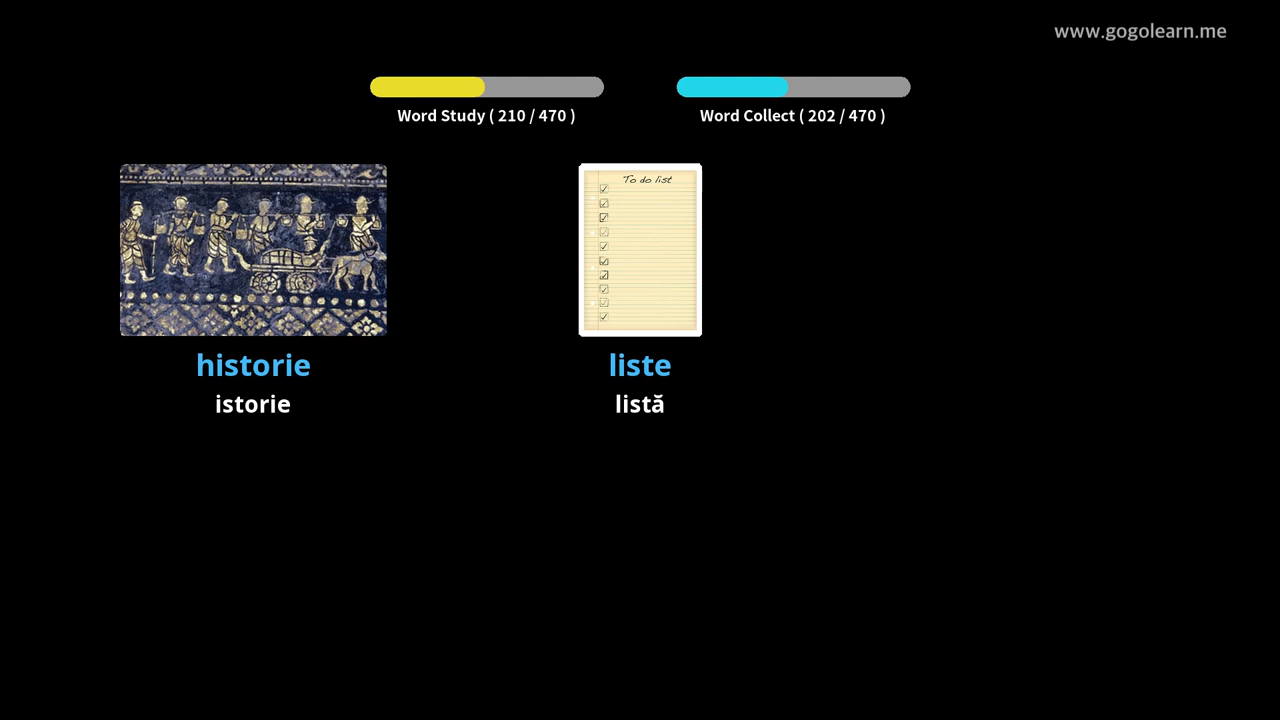 www.gogolearn.me
Word Study ( 210 / 470 )
Word Collect ( 202 / 470 )
To do list
historie
istorie
liste
listă